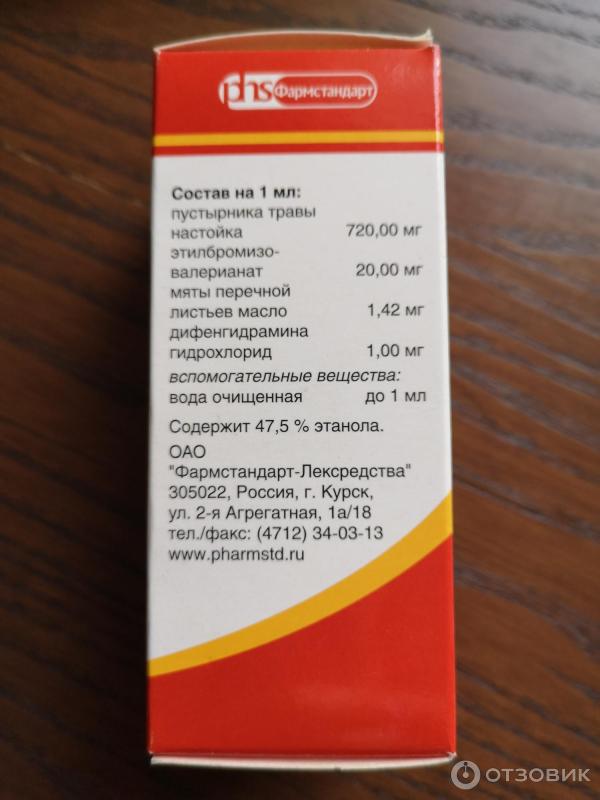 phs Фармстандарт
Состав на 1 мл:
пустырника травы
настойка 720,00 мг
этилбромизо-
валерианат 20,00 мг
мяты перечной
листьев масло 1,42 мг
дифенгидрамина
гидрохлорид 1,00 мг
вспомогательные вещества:
вода очищенная до 1 мл
Содержит 47,5 % этанола.
ОАО
"Фармстандарт-Лексредства"
305022, Россия, г. Курск,
ул. 2-я Агрегатная, 1а/18
тел./факс: (4712) 34-03-13
www.pharmstd.ru
ОТЗОВИК